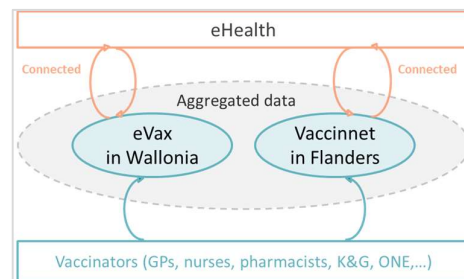 eHealth
Connected
Connected
Aggregated data
eVax
in Wallonia
Vaccinnet
in Flanders
Vaccinators (GPs, nurses, pharmacists, K&G, ONE,...)